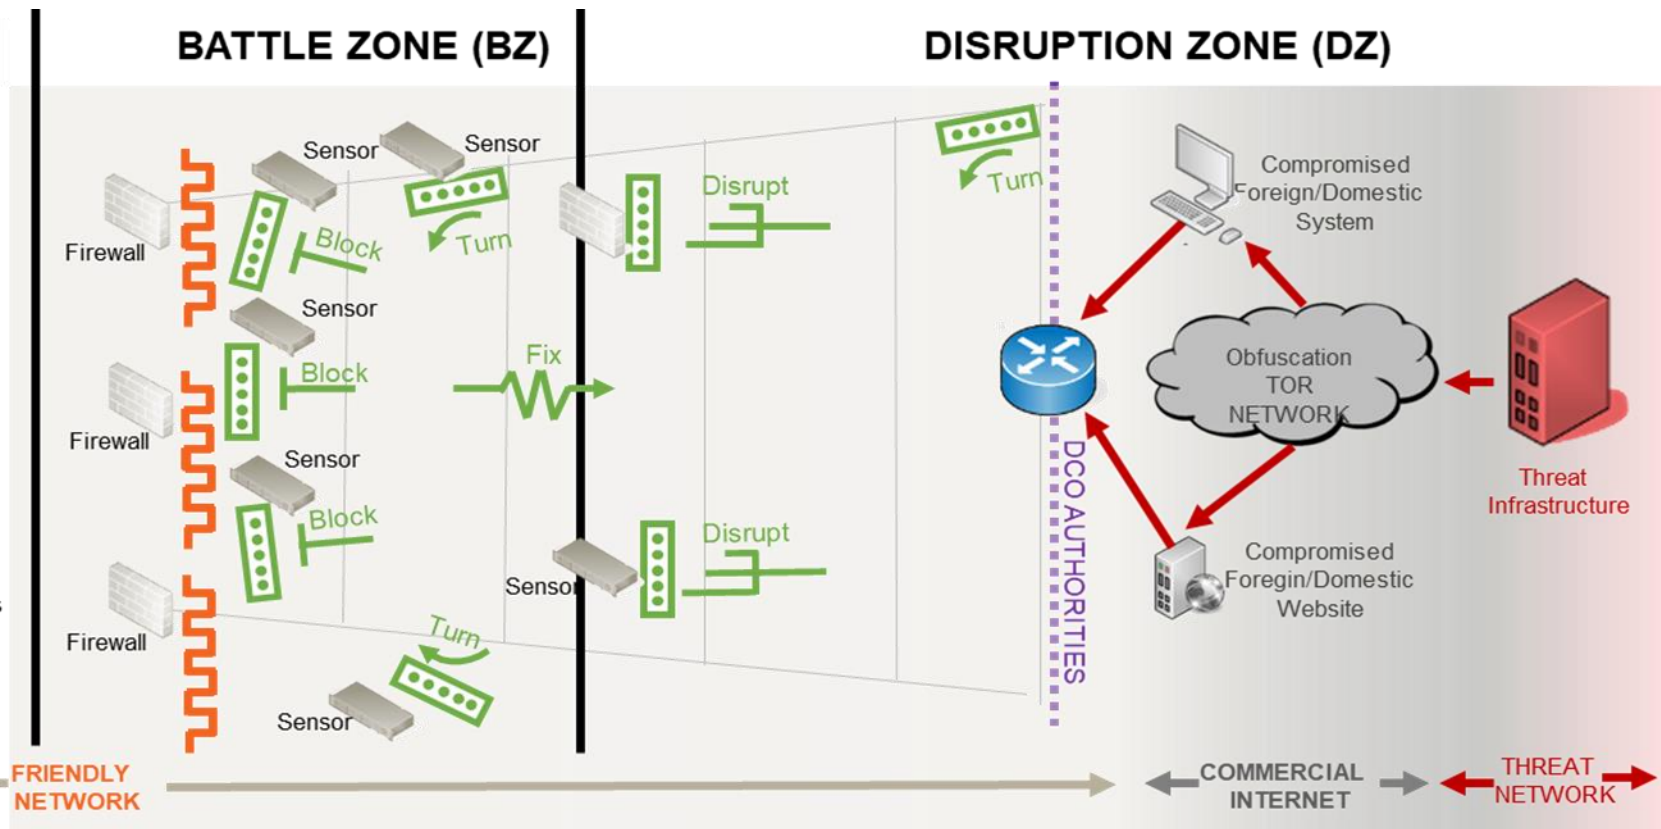 BATTLE ZONE (BZ)
DISRUPTION ZONE (DZ)
Sensor
Sensor
Firewall
Block
Turn
Disrupt
Turn
Compromised
Foreign/Domestic
System
Sensor
Firewall
Block
Fix
Obfuscation
TOR
NETWORK
Threat
Infrastructure
Sensor
Block
Disrupt
Sensor
DCO AUTHORITIES
Compromised
Foregin/Domestic
Website
Firewall
Turn
Sensor
FRIENDLY
NETWORK
COMMERCIAL
INTERNET
THREAT
NETWORK